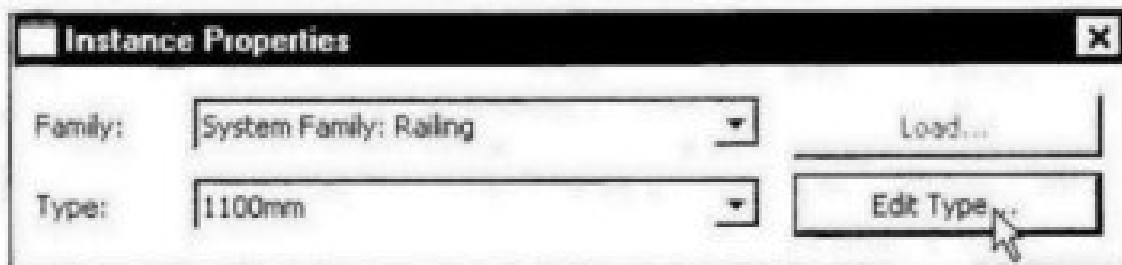 Instance Properties
Family: System Family: Railing Load...
Type: 1100mm Edit Type...